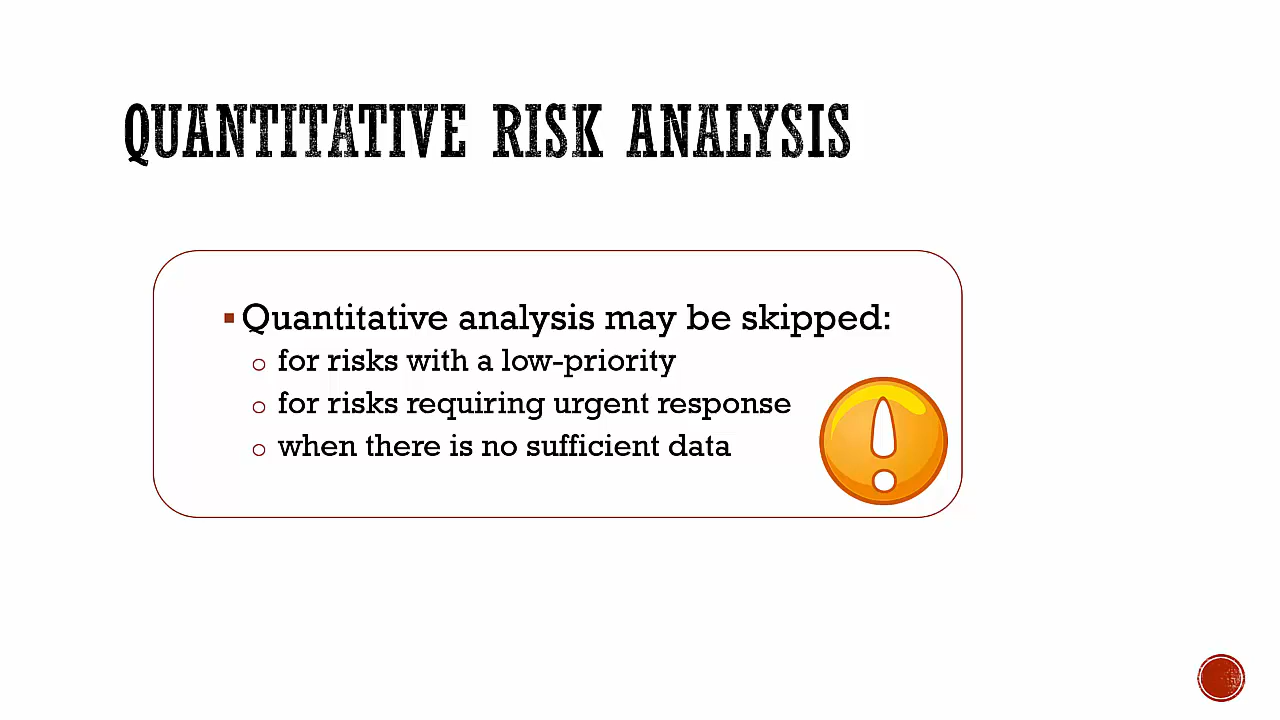 QUANTITATIVE RISK ANALYSIS
▪ Quantitative analysis may be skipped:
o for risks with a low-priority
o for risks requiring urgent response
o when there is no sufficient data